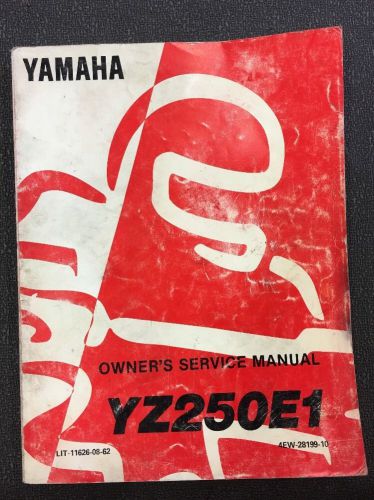 YAMAHA
OWNER'S SERVICE MANUAL
YZ250E1
LIT-11626-08-62
4EW-28199-10